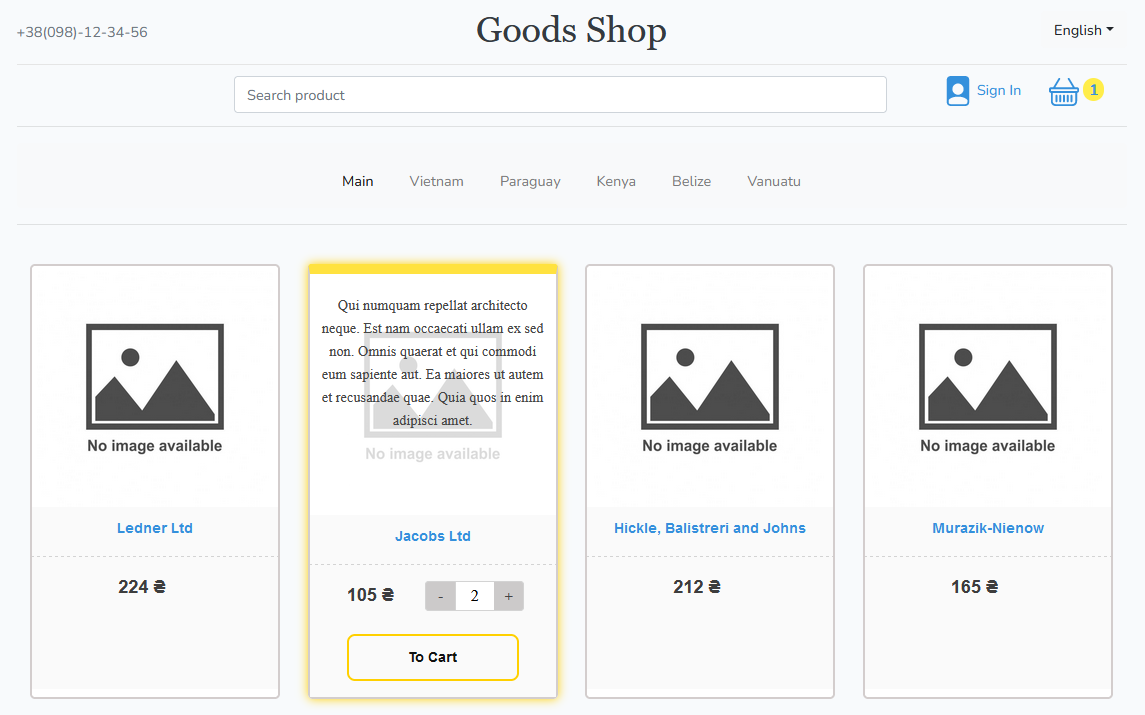 +38(098)-12-34-56
Goods Shop
English
Search product
Sign In
1
Main
Vietnam
Paraguay
Kenya
Belize
Vanuatu
No image available
Ledner Ltd
224 ₴
Qui numquam repellat architecto
neque. Est nam occaecati ullam ex sed
non. Omnis quaerat et qui commodi
eum sapiente aut. Ea maiores ut autem
et recusandae quae. Quia quos in enim
adipisci amet.
No image available
Jacobs Ltd
105 ₴
- 2 +
To Cart
No image available
Hickle, Balistreri and Johns
212 ₴
No image available
Murazik-Nienow
165 ₴